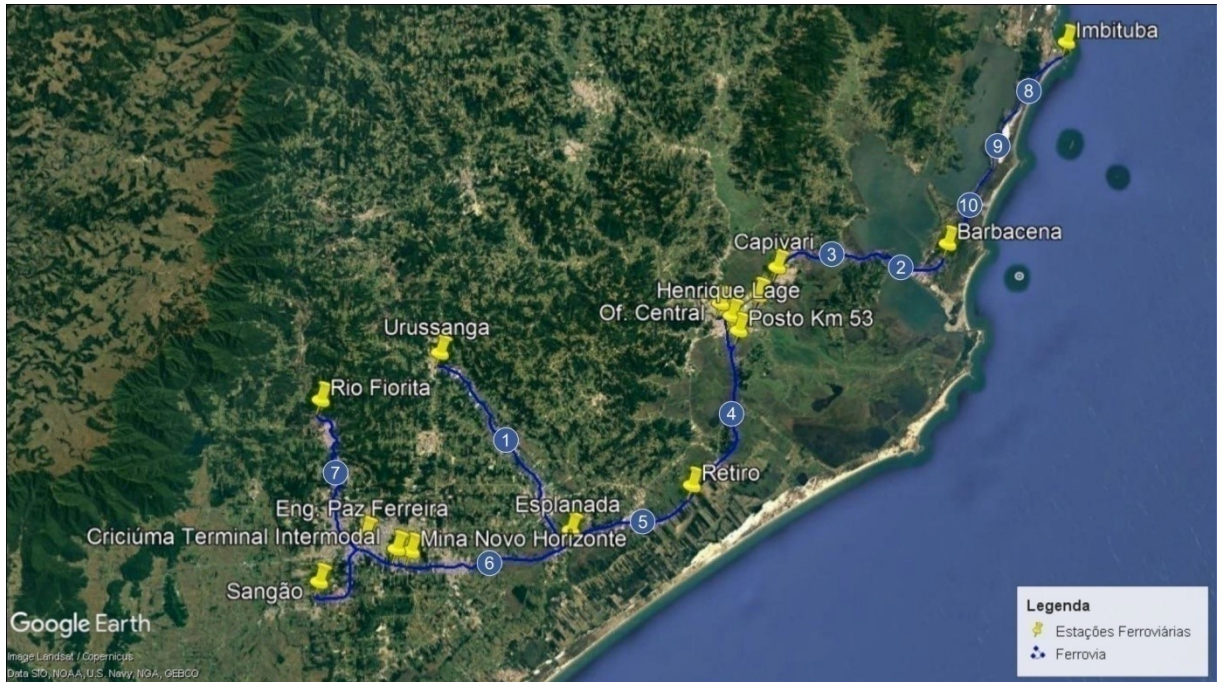 Imbituba
8
9
10
Barbacena
Capivari
3
2
Henrique Lage
Of. Central
Posto Km 53
Urussanga
Rio Fiorita
4
1
7
Retiro
Esplanada
Eng. Paz Ferreira
5
Criciúma Terminal Intermodal
Mina Novo Horizonte
6
Sangão
Legenda
Estações Ferroviárias
Ferrovia
Google Earth
Image Landsat / Copernicus
Data SIO, NOAA, U.S. Navy, NGA, GEBCO